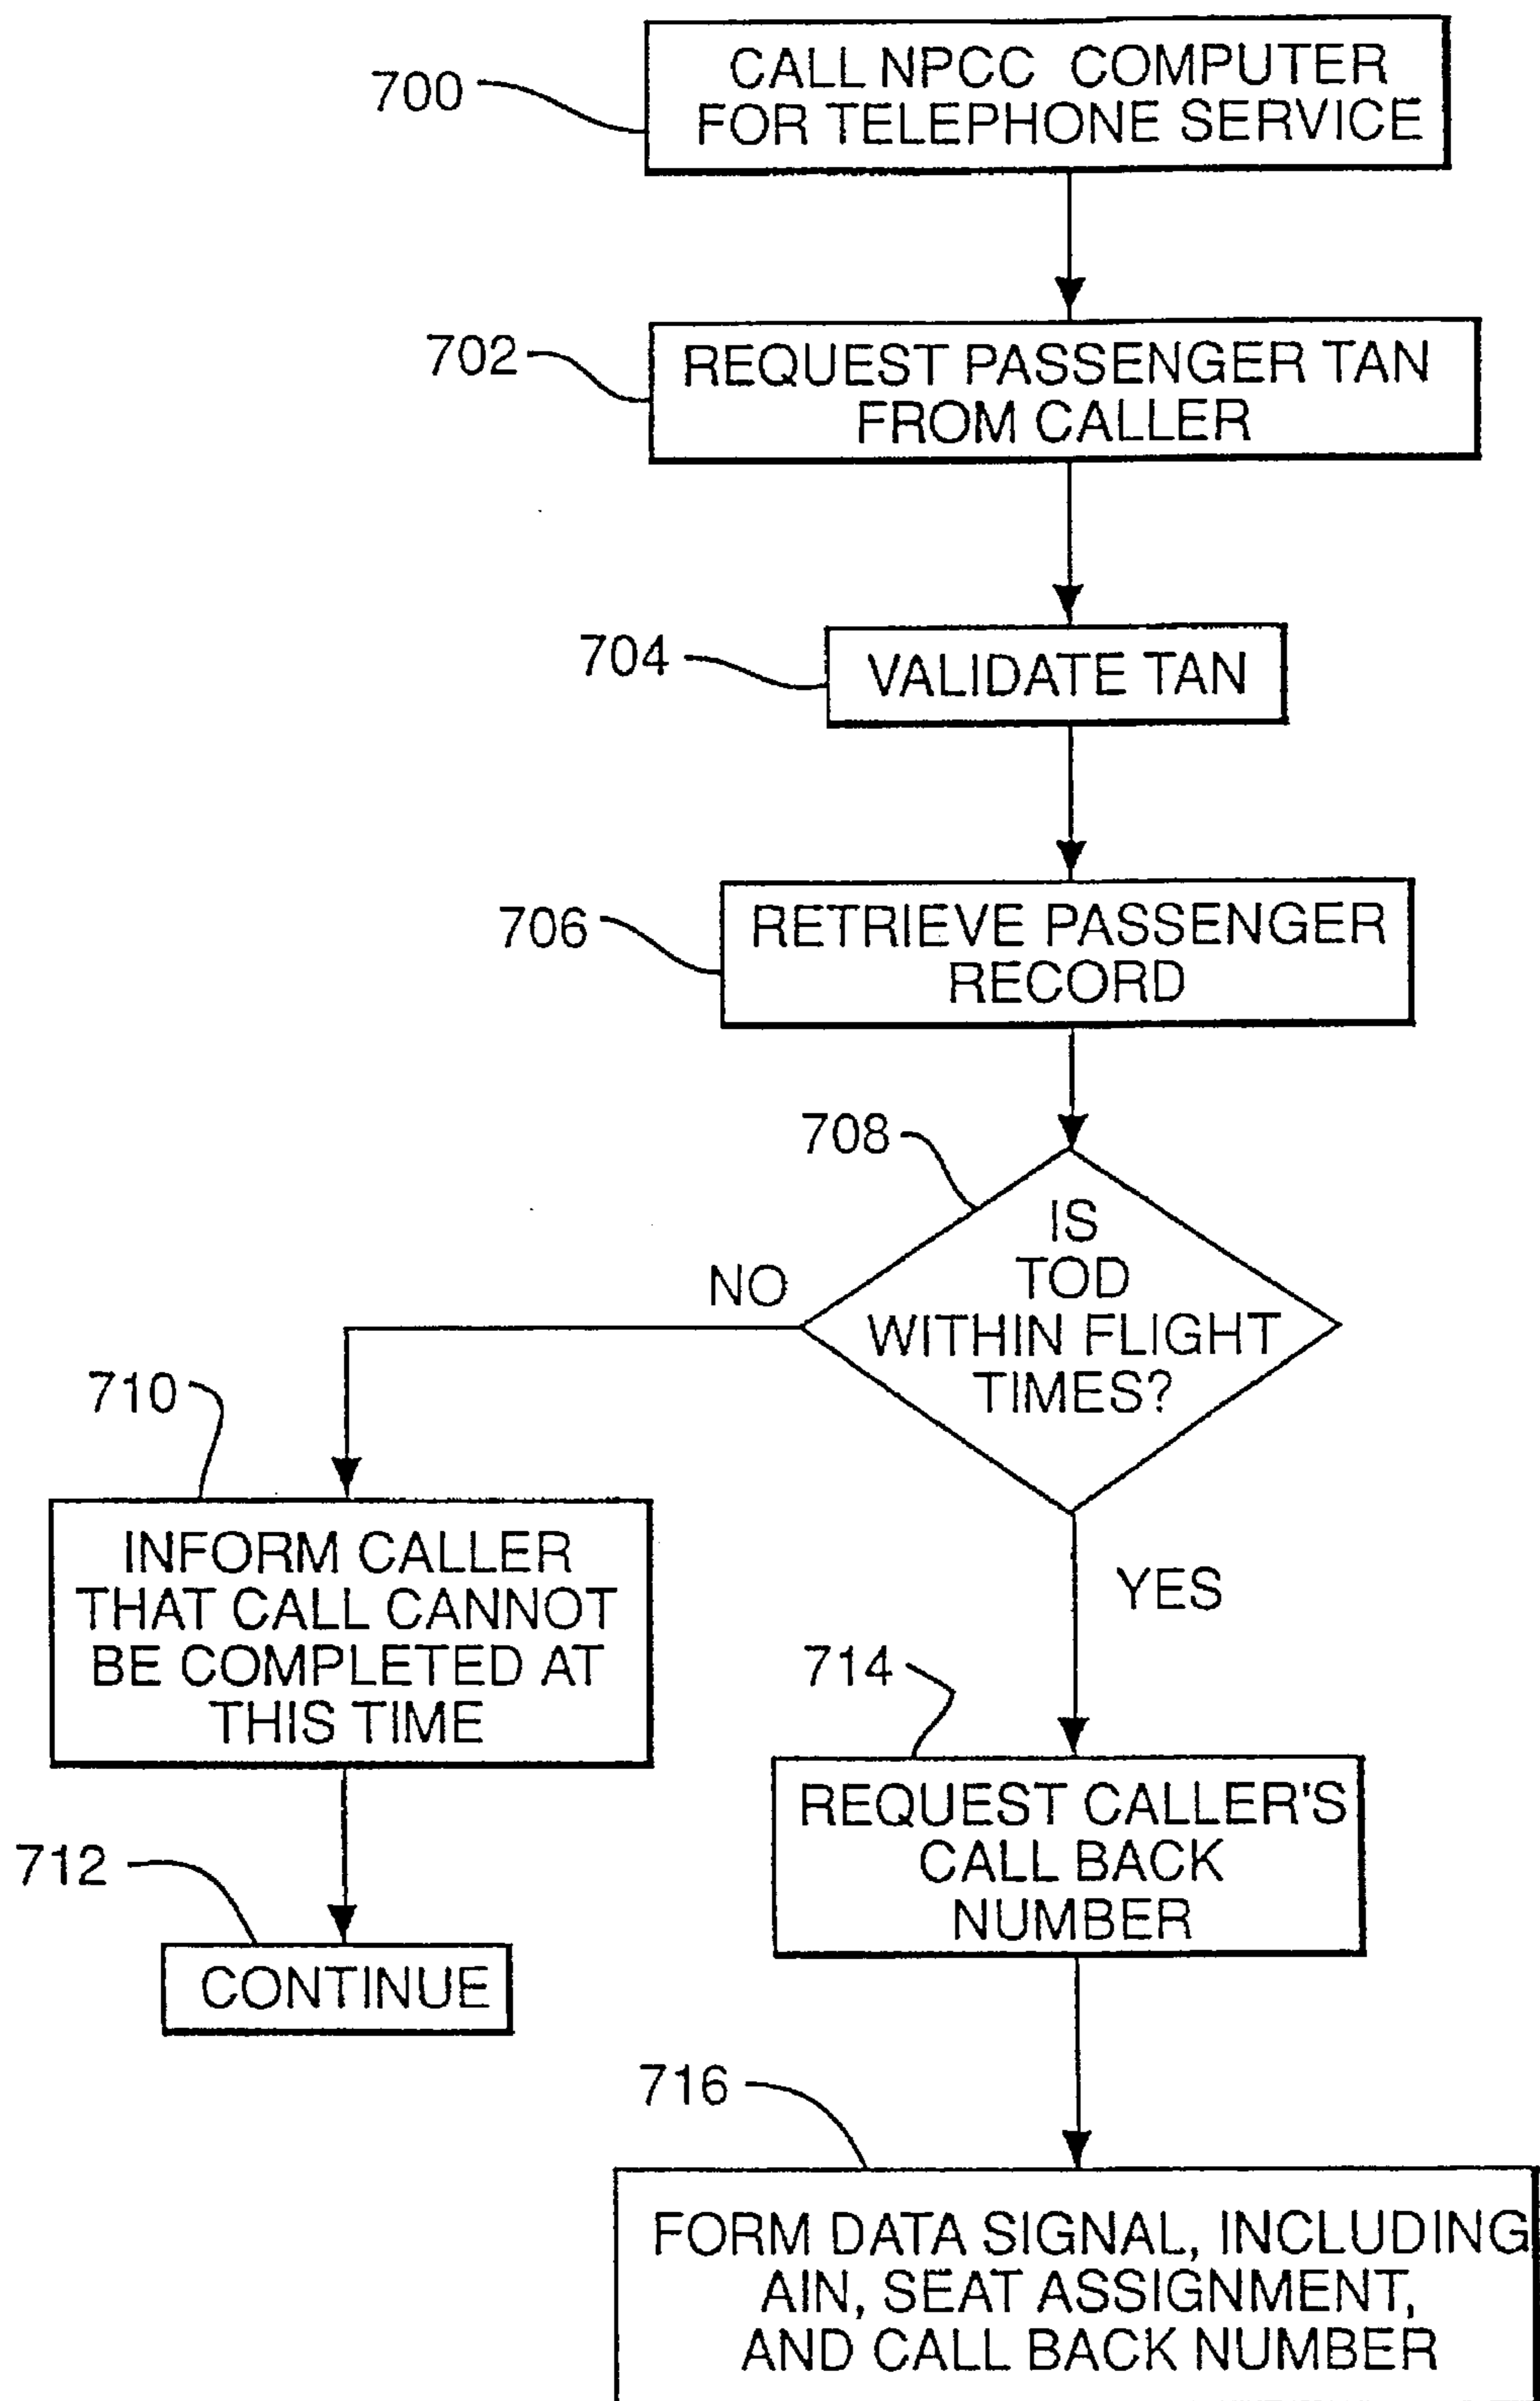 700
CALL NPCC COMPUTER
FOR TELEPHONE SERVICE
702
REQUEST PASSENGER TAN
FROM CALLER
704
VALIDATE TAN
706
RETRIEVE PASSENGER
RECORD
708
IS
TOD
WITHIN FLIGHT
TIMES?
NO
YES
710
INFORM CALLER
THAT CALL CANNOT
BE COMPLETED AT
THIS TIME
712
CONTINUE
714
REQUEST CALLER'S
CALL BACK
NUMBER
716
FORM DATA SIGNAL, INCLUDING
AIN, SEAT ASSIGNMENT,
AND CALL BACK NUMBER